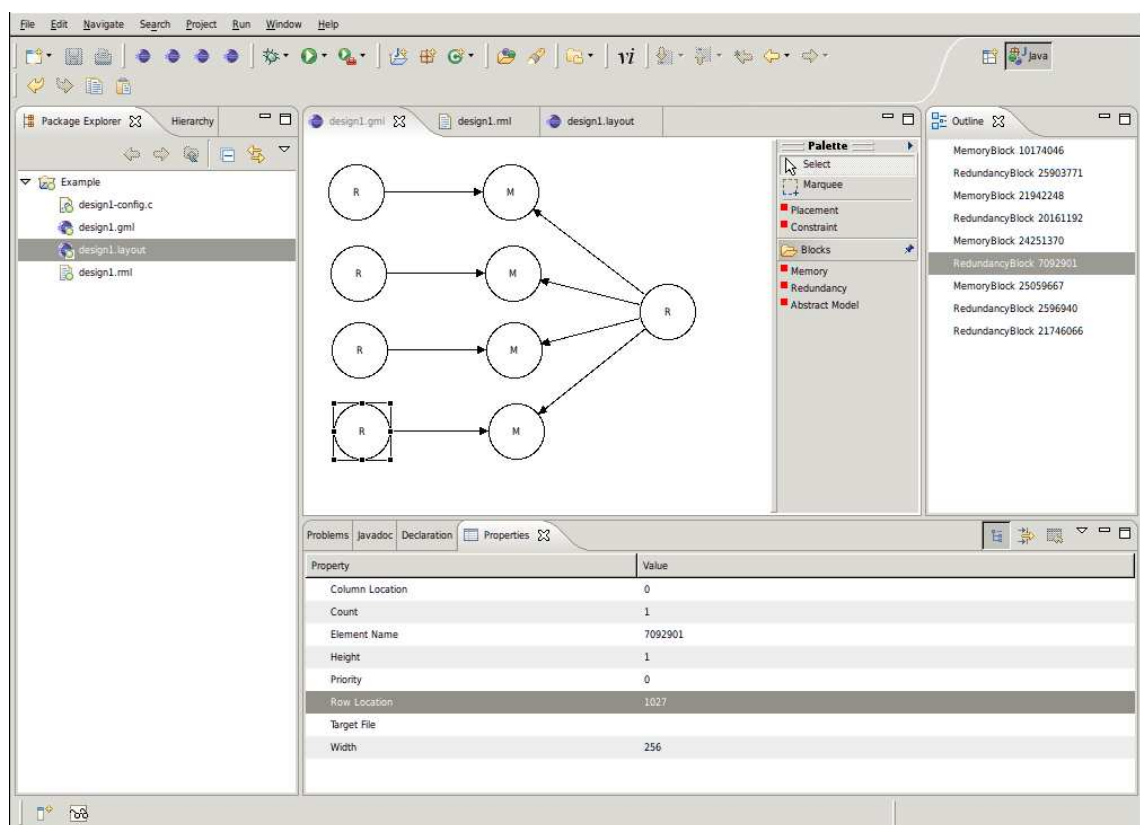 File Edit Navigate Search Project Run Window Help
vi
Java
Package Explorer Hierarchy
Example
design1-config.c
design1.gml
design1.layout
design1.rml
design1.gml design1.rml design1.layout
R M
R M
R
R M
R M
Palette
Select
Marquee
Placement
Constraint
Blocks
Memory
Redundancy
Abstract Model
Outline
MemoryBlock 10174046
RedundancyBlock 25903771
MemoryBlock 21942248
RedundancyBlock 20161192
MemoryBlock 24251370
RedundancyBlock 7092901
MemoryBlock 25059667
RedundancyBlock 2596940
RedundancyBlock 21746066
Problems Javadoc Declaration Properties
Property Value
Column Location 0
Count 1
Element Name 7092901
Height 1
Priority 0
Row Location 1027
Target File
Width 256